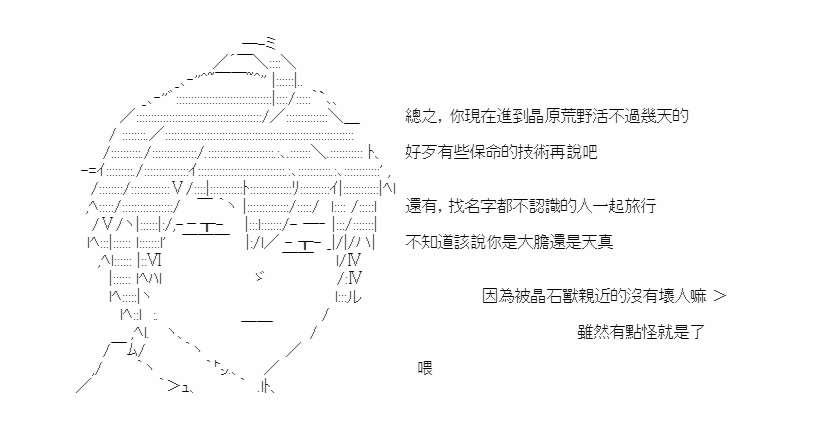 總之, 你現在進到晶原荒野活不過幾天的
好歹有些保命的技術再說吧
還有, 找名字都不認識的人一起旅行
不知道該說你是大膽還是天真
因為被晶石獸親近的沒有壞人嘛 >
雖然有點怪就是了
喂